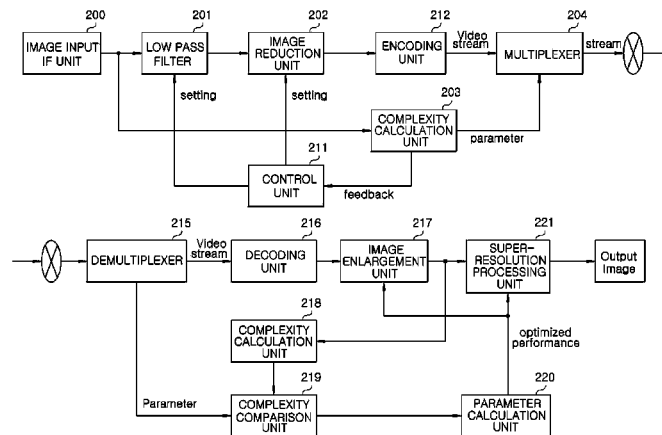 200
201
202
212
204
IMAGE INPUT
IF UNIT
LOW PASS
FILTER
IMAGE
REDUCTION
UNIT
ENCODING
UNIT
Video
stream
MULTIPLEXER
stream
setting
setting
203
COMPLEXITY
CALCULATION
UNIT
parameter
211
CONTROL
UNIT
feedback
215
216
217
221
DEMULTIPLEXER
Video
stream
DECODING
UNIT
IMAGE
ENLARGEMENT
UNIT
SUPER-
RESOLUTION
PROCESSING
UNIT
Output
Image
218
COMPLEXITY
CALCULATION
UNIT
optimized
performance
219
220
Parameter
COMPLEXITY
COMPARISON
UNIT
PARAMETER
CALCULATION
UNIT